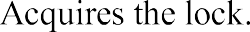 Acquires the lock.